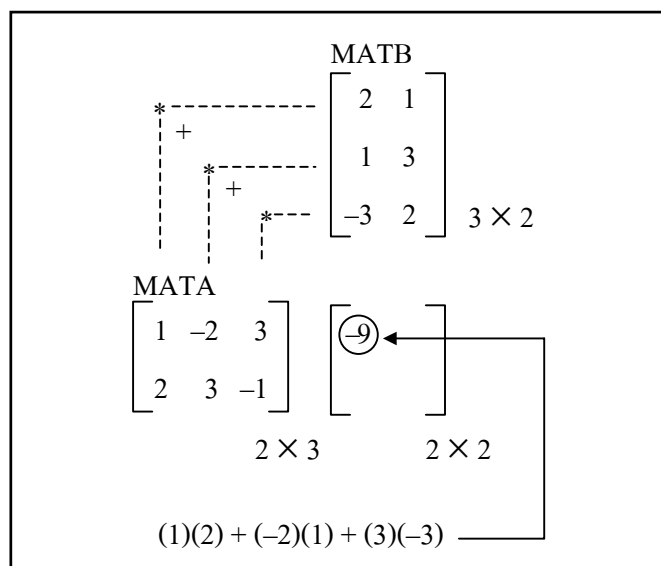 MATB
2 1
*
+
1 3
*
+
–3 2
*
3 × 2
MATA
1 –2 3
–9
2 3 –1
2 × 3
2 × 2
(1)(2) + (–2)(1) + (3)(–3)